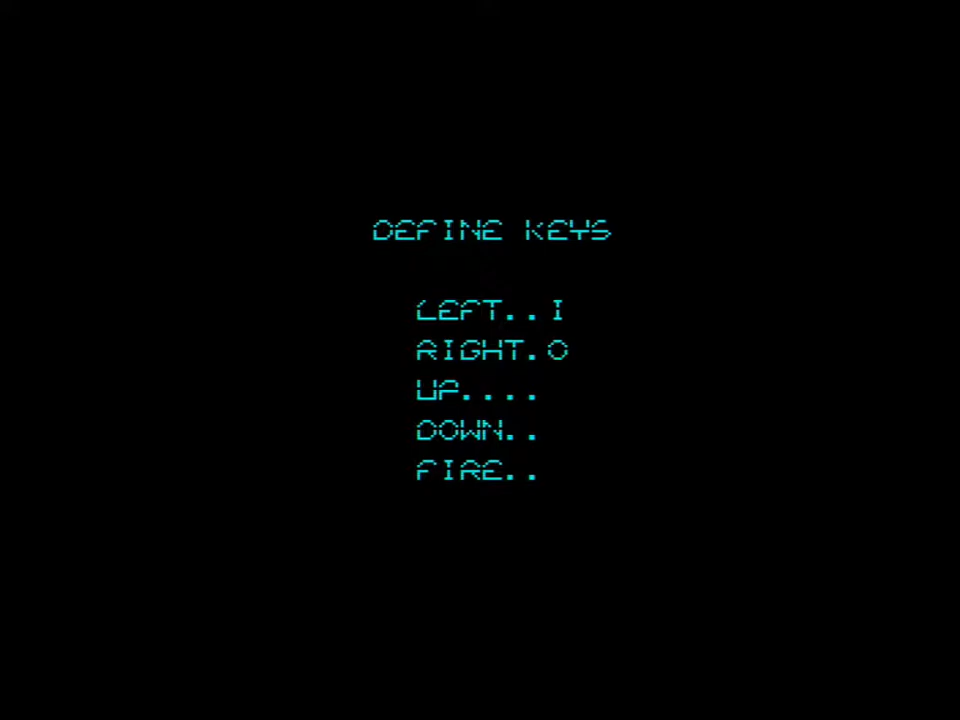 DEFINE KEYS
LEFT..I
RIGHT.O
UP....
DOWN..
FIRE..